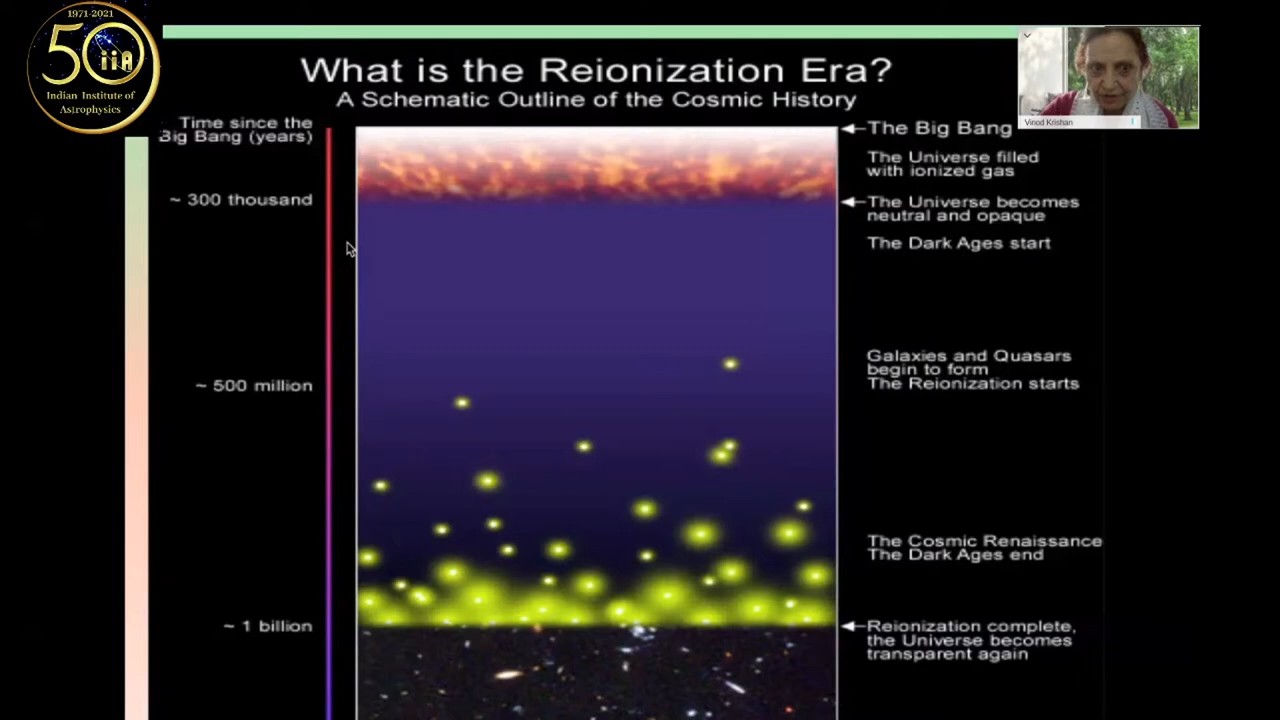 1971-2021
50
iiA
Indian Institute of
Astrophysics
What is the Reionization Era?
A Schematic Outline of the Cosmic History
Time since the
Big Bang (years)
The Big Bang
Vinod Krishan
The Universe filled
with ionized gas
~ 300 thousand
The Universe becomes
neutral and opaque
The Dark Ages start
Galaxies and Quasars
begin to form
The Reionization starts
~ 500 million
The Cosmic Renaissance
The Dark Ages end
~ 1 billion
Reionization complete,
the Universe becomes
transparent again